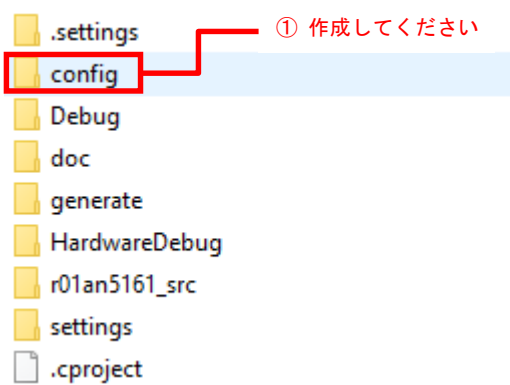 .settings
① 作成してください
config
Debug
doc
generate
HardwareDebug
r01an5161_src
settings
.cproject